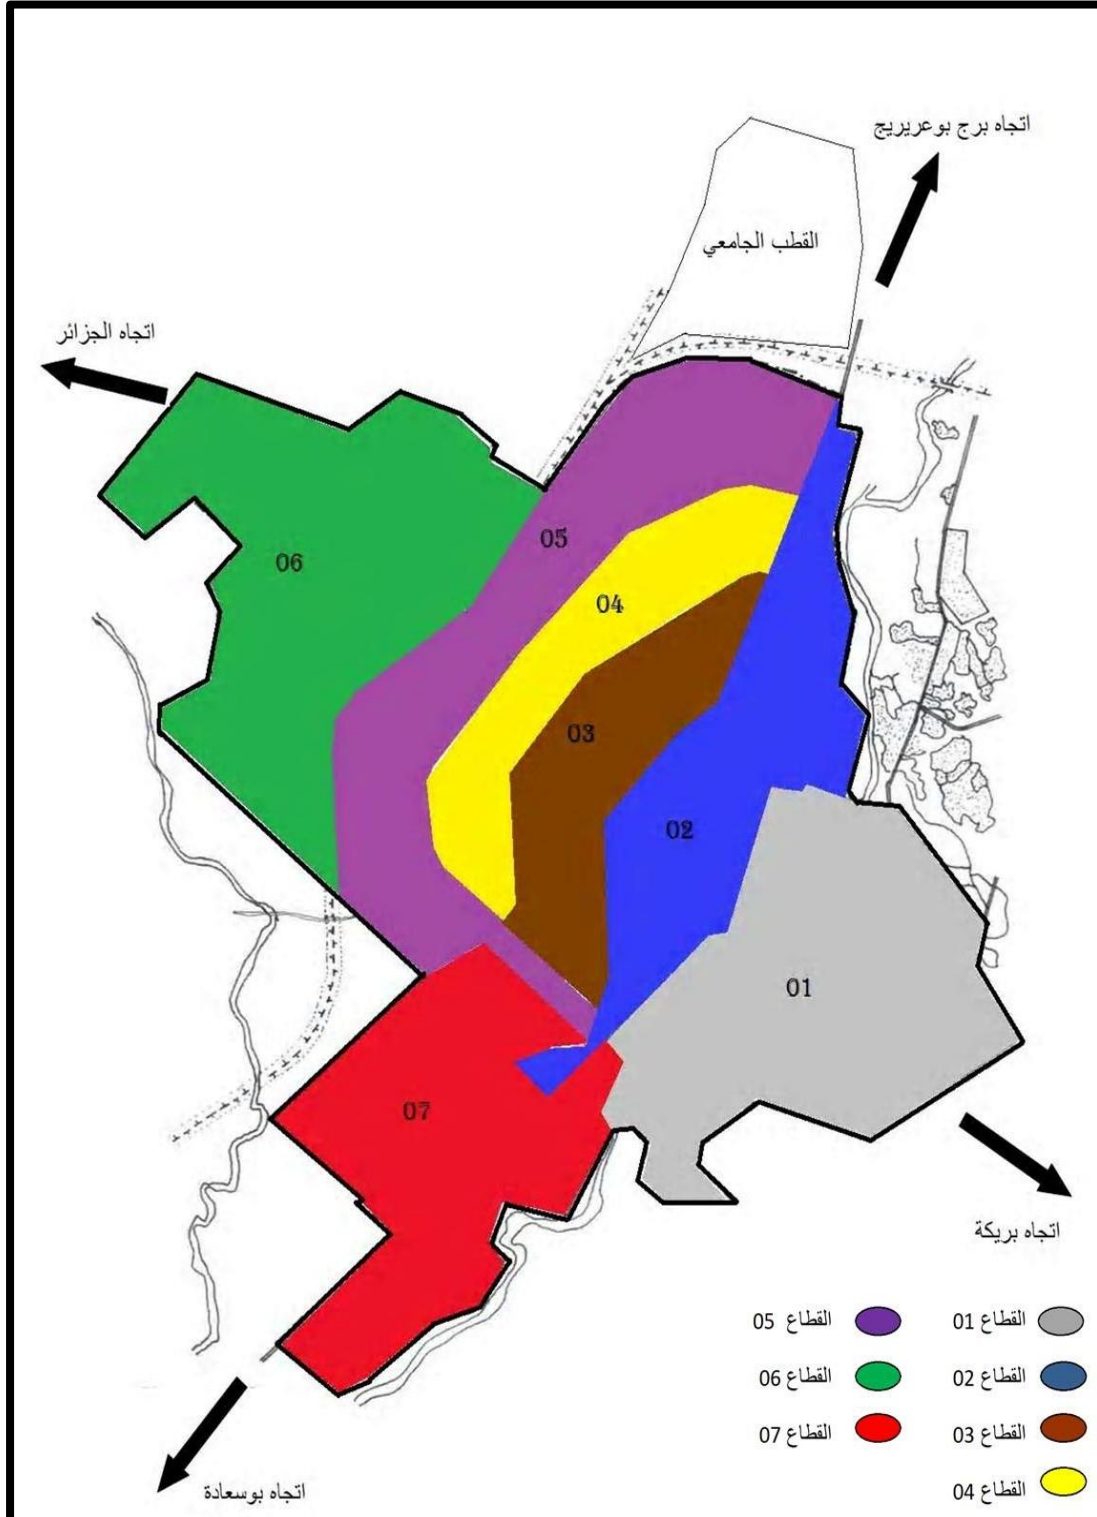 اتجاه برج بوعريريج
القطب الجامعي
اتجاه الجزائر
05
06
04
03
02
01
07
اتجاه بريكة
القطاع 01
القطاع 05
القطاع 02
القطاع 06
القطاع 03
القطاع 07
القطاع 04
اتجاه بوسعادة